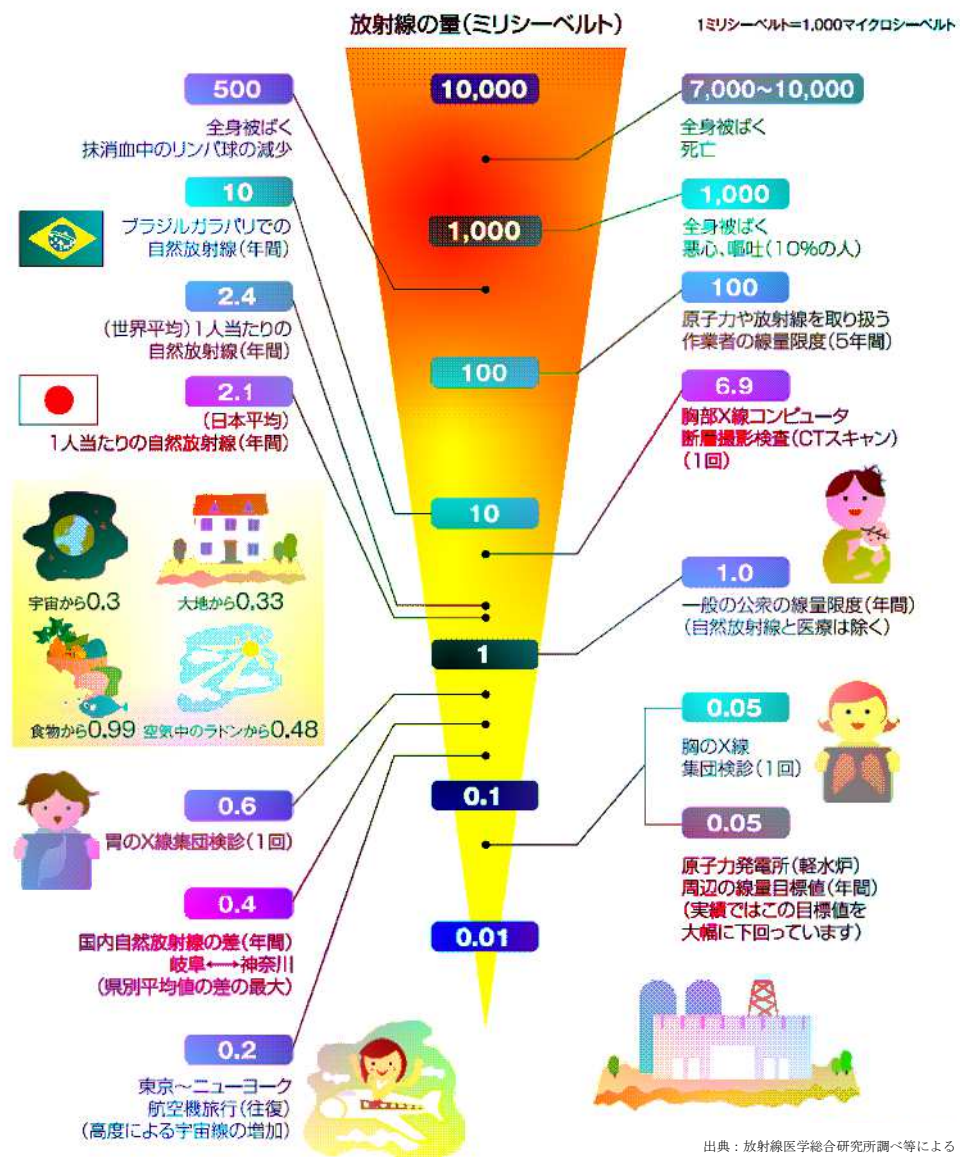 放射線の量(ミリシーベルト)
1ミリシーベルト=1,000マイクロシーベルト
10,000
1,000
100
10
1
0.1
0.01
500
全身被ばく
抹消血中のリンパ球の減少
10
ブラジルガラパリでの
自然放射線(年間)
2.4
(世界平均)1人当たりの
自然放射線(年間)
2.1
(日本平均)
1人当たりの自然放射線(年間)
宇宙から0.3
大地から0.33
食物から0.99
空気中のラドンから0.48
0.6
胃のX線集団検診(1回)
0.4
国内自然放射線の差(年間)
岐阜⟷神奈川
(県別平均値の差の最大)
0.2
東京〜ニューヨーク
航空機旅行(往復)
(高度による宇宙線の増加)
7,000〜10,000
全身被ばく
死亡
1,000
全身被ばく
悪心、嘔吐(10%の人)
100
原子力や放射線を取り扱う
作業者の線量限度(5年間)
6.9
胸部X線コンピュータ
断層撮影検査(CTスキャン)
(1回)
1.0
一般の公衆の線量限度(年間)
(自然放射線と医療は除く)
0.05
胸のX線
集団検診(1回)
0.05
原子力発電所(軽水炉)
周辺の線量目標値(年間)
(実績ではこの目標値を
大幅に下回っています)
出典:放射線医学総合研究所調べ等による